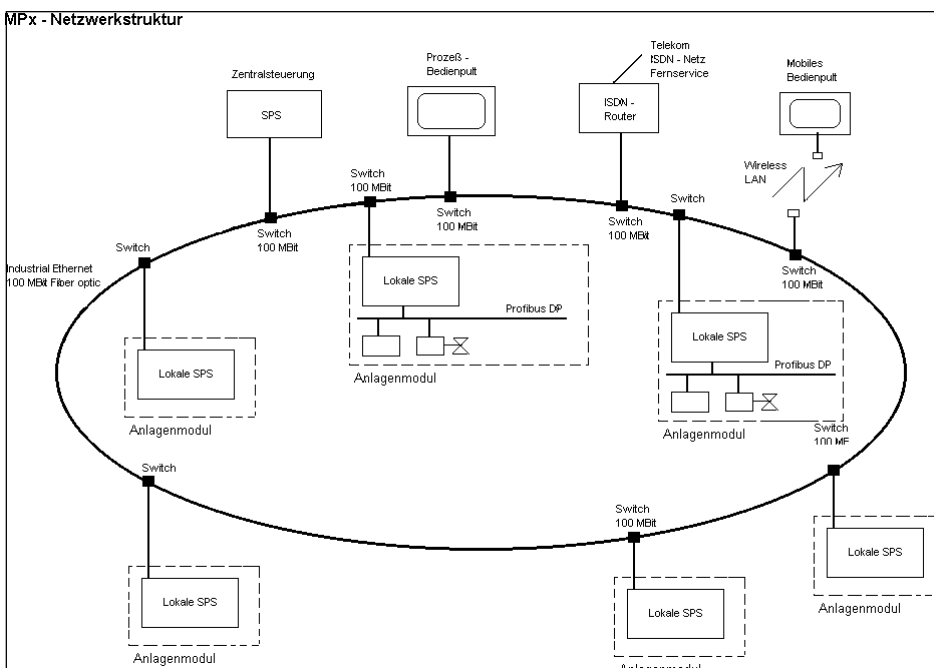 MPx - Netzwerkstruktur
Zentralsteuerung
SPS
Prozeß -
Bedienpult
Telekom
ISDN - Netz
Fernservice
ISDN -
Router
Mobiles
Bedienpult
Wireless
LAN
Switch
100 MBit
Switch
100 MBit
Switch
100 MBit
Switch
100 MBit
Switch
Switch
100 MBit
Switch
Industrial Ethernet
100 MBit Fiber optic
Lokale SPS
Profibus DP
Anlagenmodul
Lokale SPS
Profibus DP
Anlagenmodul
Lokale SPS
Anlagenmodul
Switch
100 ME
Switch
Switch
100 MBit
Lokale SPS
Anlagenmodul
Lokale SPS
Anlagenmodul
Lokale SPS
Anlagenmodul